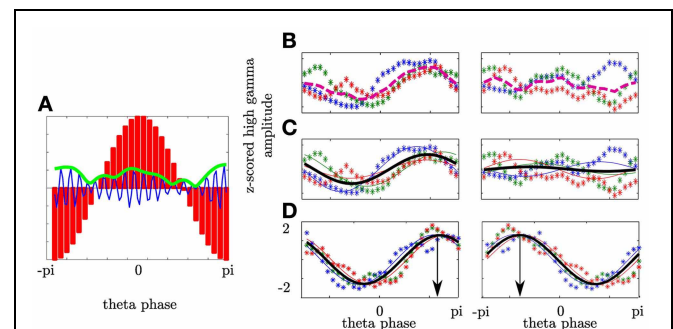 A
-pi 0 pi
theta phase
z-scored high gamma
amplitude
B
C
D
2
-2
0 pi
theta phase
-pi 0 pi
theta phase